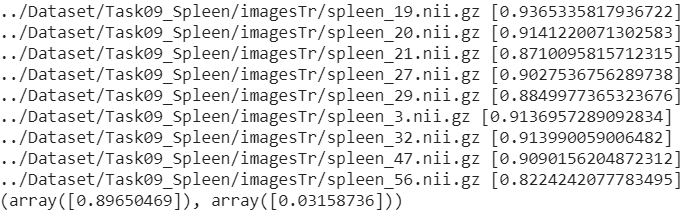 ../Dataset/Task09_Spleen/imagesTr/spleen_19.nii.gz [0.9365335817936722]
../Dataset/Task09_Spleen/imagesTr/spleen_20.nii.gz [0.9141220071302583]
../Dataset/Task09_Spleen/imagesTr/spleen_21.nii.gz [0.8710095815712315]
../Dataset/Task09_Spleen/imagesTr/spleen_27.nii.gz [0.9027536756289738]
../Dataset/Task09_Spleen/imagesTr/spleen_29.nii.gz [0.8849977365323676]
../Dataset/Task09_Spleen/imagesTr/spleen_3.nii.gz [0.9136957289092834]
../Dataset/Task09_Spleen/imagesTr/spleen_32.nii.gz [0.913990059006482]
../Dataset/Task09_Spleen/imagesTr/spleen_47.nii.gz [0.9090156204872312]
../Dataset/Task09_Spleen/imagesTr/spleen_56.nii.gz [0.8224242077783495]
(array([0.89650469]), array([0.03158736]))